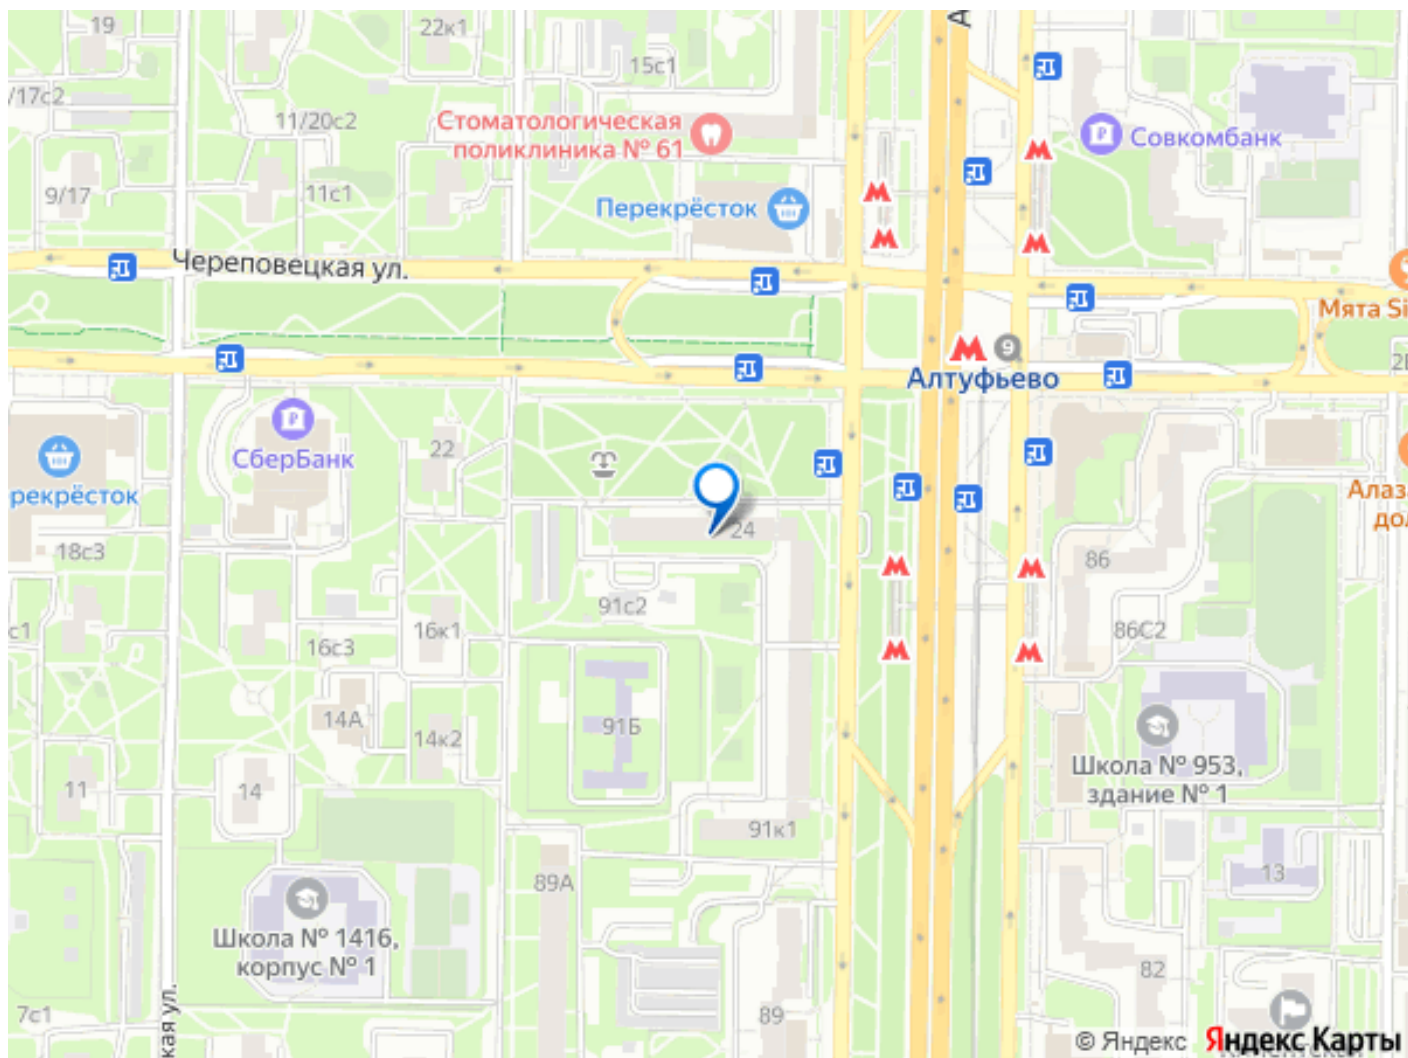 19
22к1
А
15с1
/17с2
11/20с2
Стоматологическая
поликлиника № 61
Совкомбанк
9/17
11с1
Перекрёсток
Череповецкая ул.
Мята Si
9
Алтуфьево
2В
СберБанк
22
рекрёсток
Алаз
дол
18с3
24
86
91с2
с1
16к1
86С2
16с3
14А
91Б
14к2
Школа № 953,
здание № 1
11
14
91к1
89А
13
Школа № 1416,
корпус № 1
82
7с1
кая ул.
89
© Яндекс
Яндекс Карты